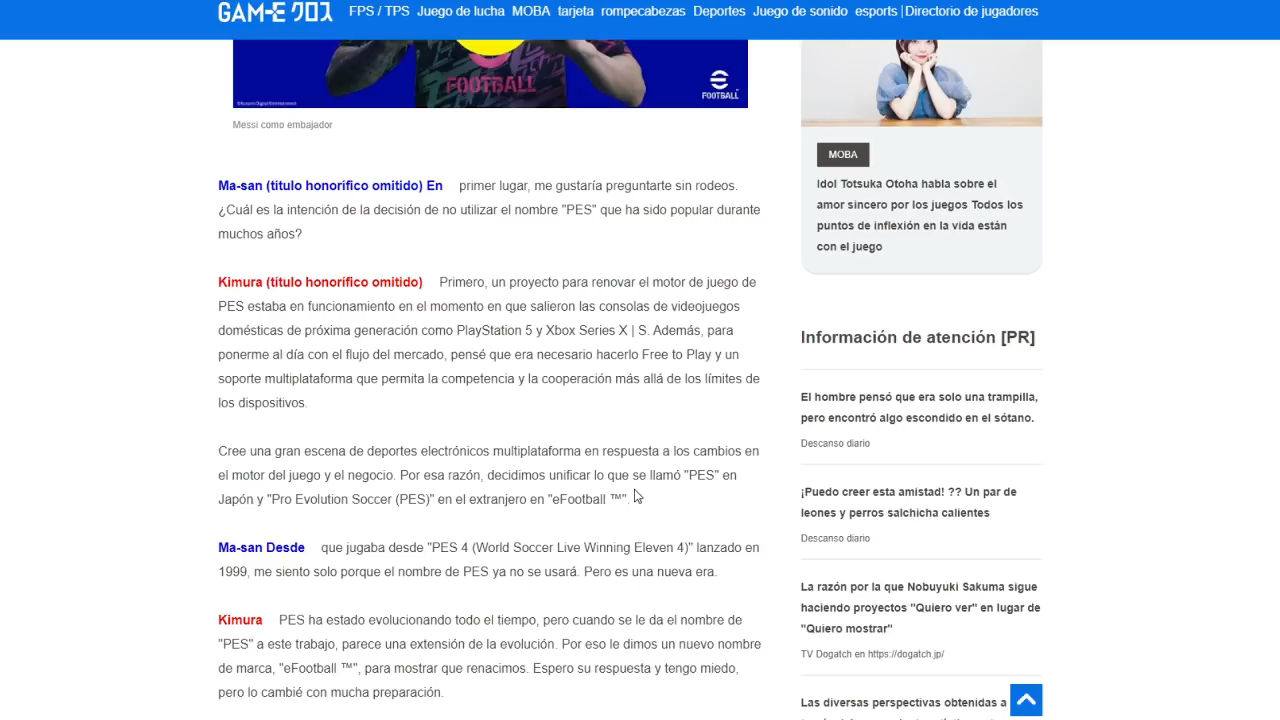 GAM-E クロス FPS / TPS Juego de lucha MOBA tarjeta rompecabezas Deportes Juego de sonido esports | Directorio de jugadores
FOOTBALL
FOOTBALL™
©Konami Digital Entertainment
Messi como embajador
Ma-san (título honorífico omitido) En primer lugar, me gustaría preguntarte sin rodeos.
¿Cuál es la intención de la decisión de no utilizar el nombre "PES" que ha sido popular durante
muchos años?
Kimura (título honorífico omitido) Primero, un proyecto para renovar el motor de juego de
PES estaba en funcionamiento en el momento en que salieron las consolas de videojuegos
domésticas de próxima generación como PlayStation 5 y Xbox Series X | S. Además, para
ponerme al día con el flujo del mercado, pensé que era necesario hacerlo Free to Play y un
soporte multiplataforma que permita la competencia y la cooperación más allá de los límites de
los dispositivos.
Cree una gran escena de deportes electrónicos multiplataforma en respuesta a los cambios en
el motor del juego y el negocio. Por esa razón, decidimos unificar lo que se llamó "PES" en
Japón y "Pro Evolution Soccer (PES)" en el extranjero en "eFootball ™".
Ma-san Desde que jugaba desde "PES 4 (World Soccer Live Winning Eleven 4)" lanzado en
1999, me siento solo porque el nombre de PES ya no se usará. Pero es una nueva era.
Kimura PES ha estado evolucionando todo el tiempo, pero cuando se le da el nombre de
"PES" a este trabajo, parece una extensión de la evolución. Por eso le dimos un nuevo nombre
de marca, "eFootball ™", para mostrar que renacimos. Espero su respuesta y tengo miedo,
pero lo cambié con mucha preparación.
MOBA
Idol Totsuka Otoha habla sobre el
amor sincero por los juegos Todos los
puntos de inflexión en la vida están
con el juego
Información de atención [PR]
El hombre pensó que era solo una trampilla,
pero encontró algo escondido en el sótano.
Descanso diario
¡Puedo creer esta amistad! ?? Un par de
leones y perros salchicha calientes
Descanso diario
La razón por la que Nobuyuki Sakuma sigue
haciendo proyectos "Quiero ver" en lugar de
"Quiero mostrar"
TV Dogatch en https://dogatch.jp/
Las diversas perspectivas obtenidas a